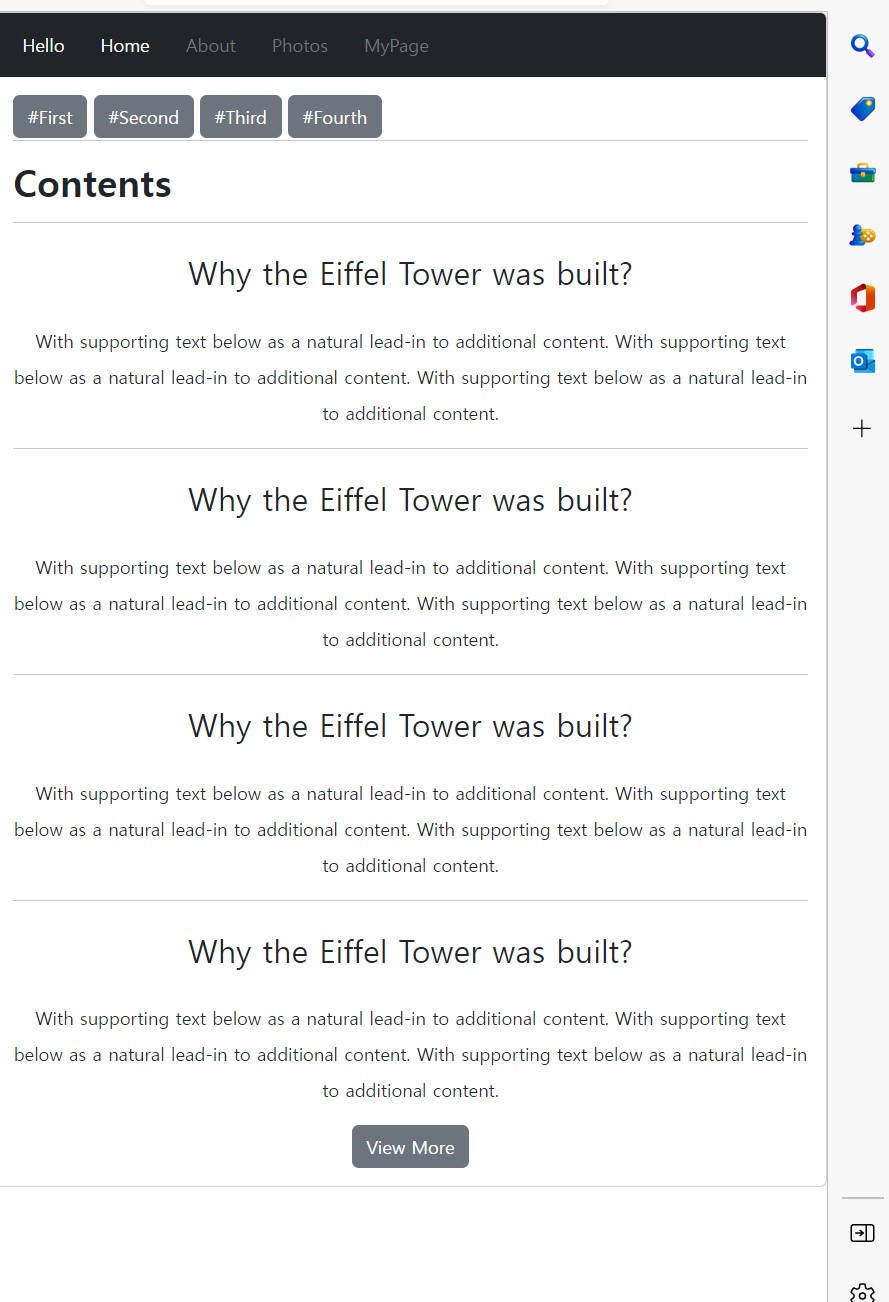 Hello Home About Photos MyPage
#First #Second #Third #Fourth
Contents
Why the Eiffel Tower was built?
With supporting text below as a natural lead-in to additional content. With supporting text
below as a natural lead-in to additional content. With supporting text below as a natural lead-in
to additional content.
Why the Eiffel Tower was built?
With supporting text below as a natural lead-in to additional content. With supporting text
below as a natural lead-in to additional content. With supporting text below as a natural lead-in
to additional content.
Why the Eiffel Tower was built?
With supporting text below as a natural lead-in to additional content. With supporting text
below as a natural lead-in to additional content. With supporting text below as a natural lead-in
to additional content.
Why the Eiffel Tower was built?
With supporting text below as a natural lead-in to additional content. With supporting text
below as a natural lead-in to additional content. With supporting text below as a natural lead-in
to additional content.
View More